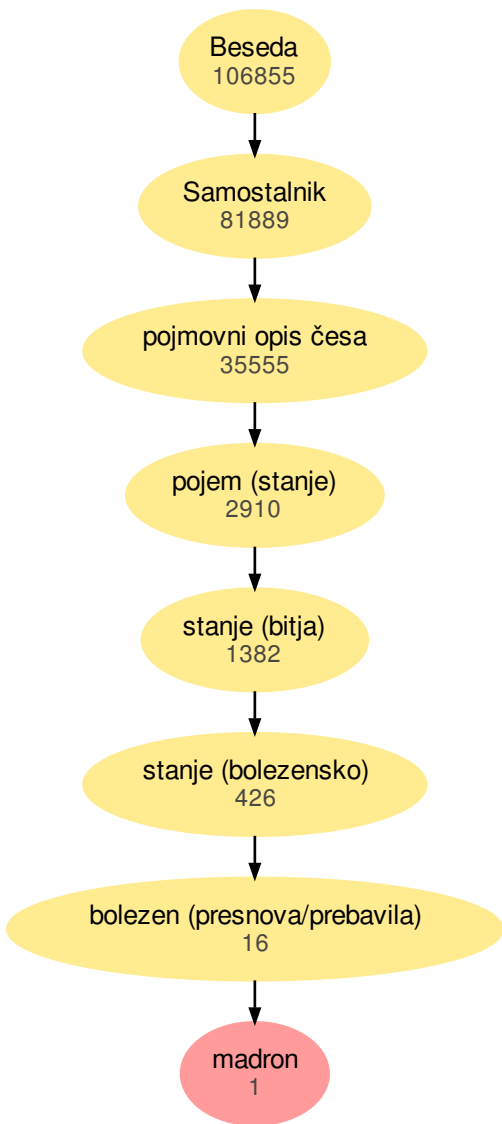 Beseda
106855
Samostalnik
81889
pojmovni opis česa
35555
pojem (stanje)
2910
stanje (bitja)
1382
stanje (bolezensko)
426
bolezen (presnova/prebavila)
16
madron
1